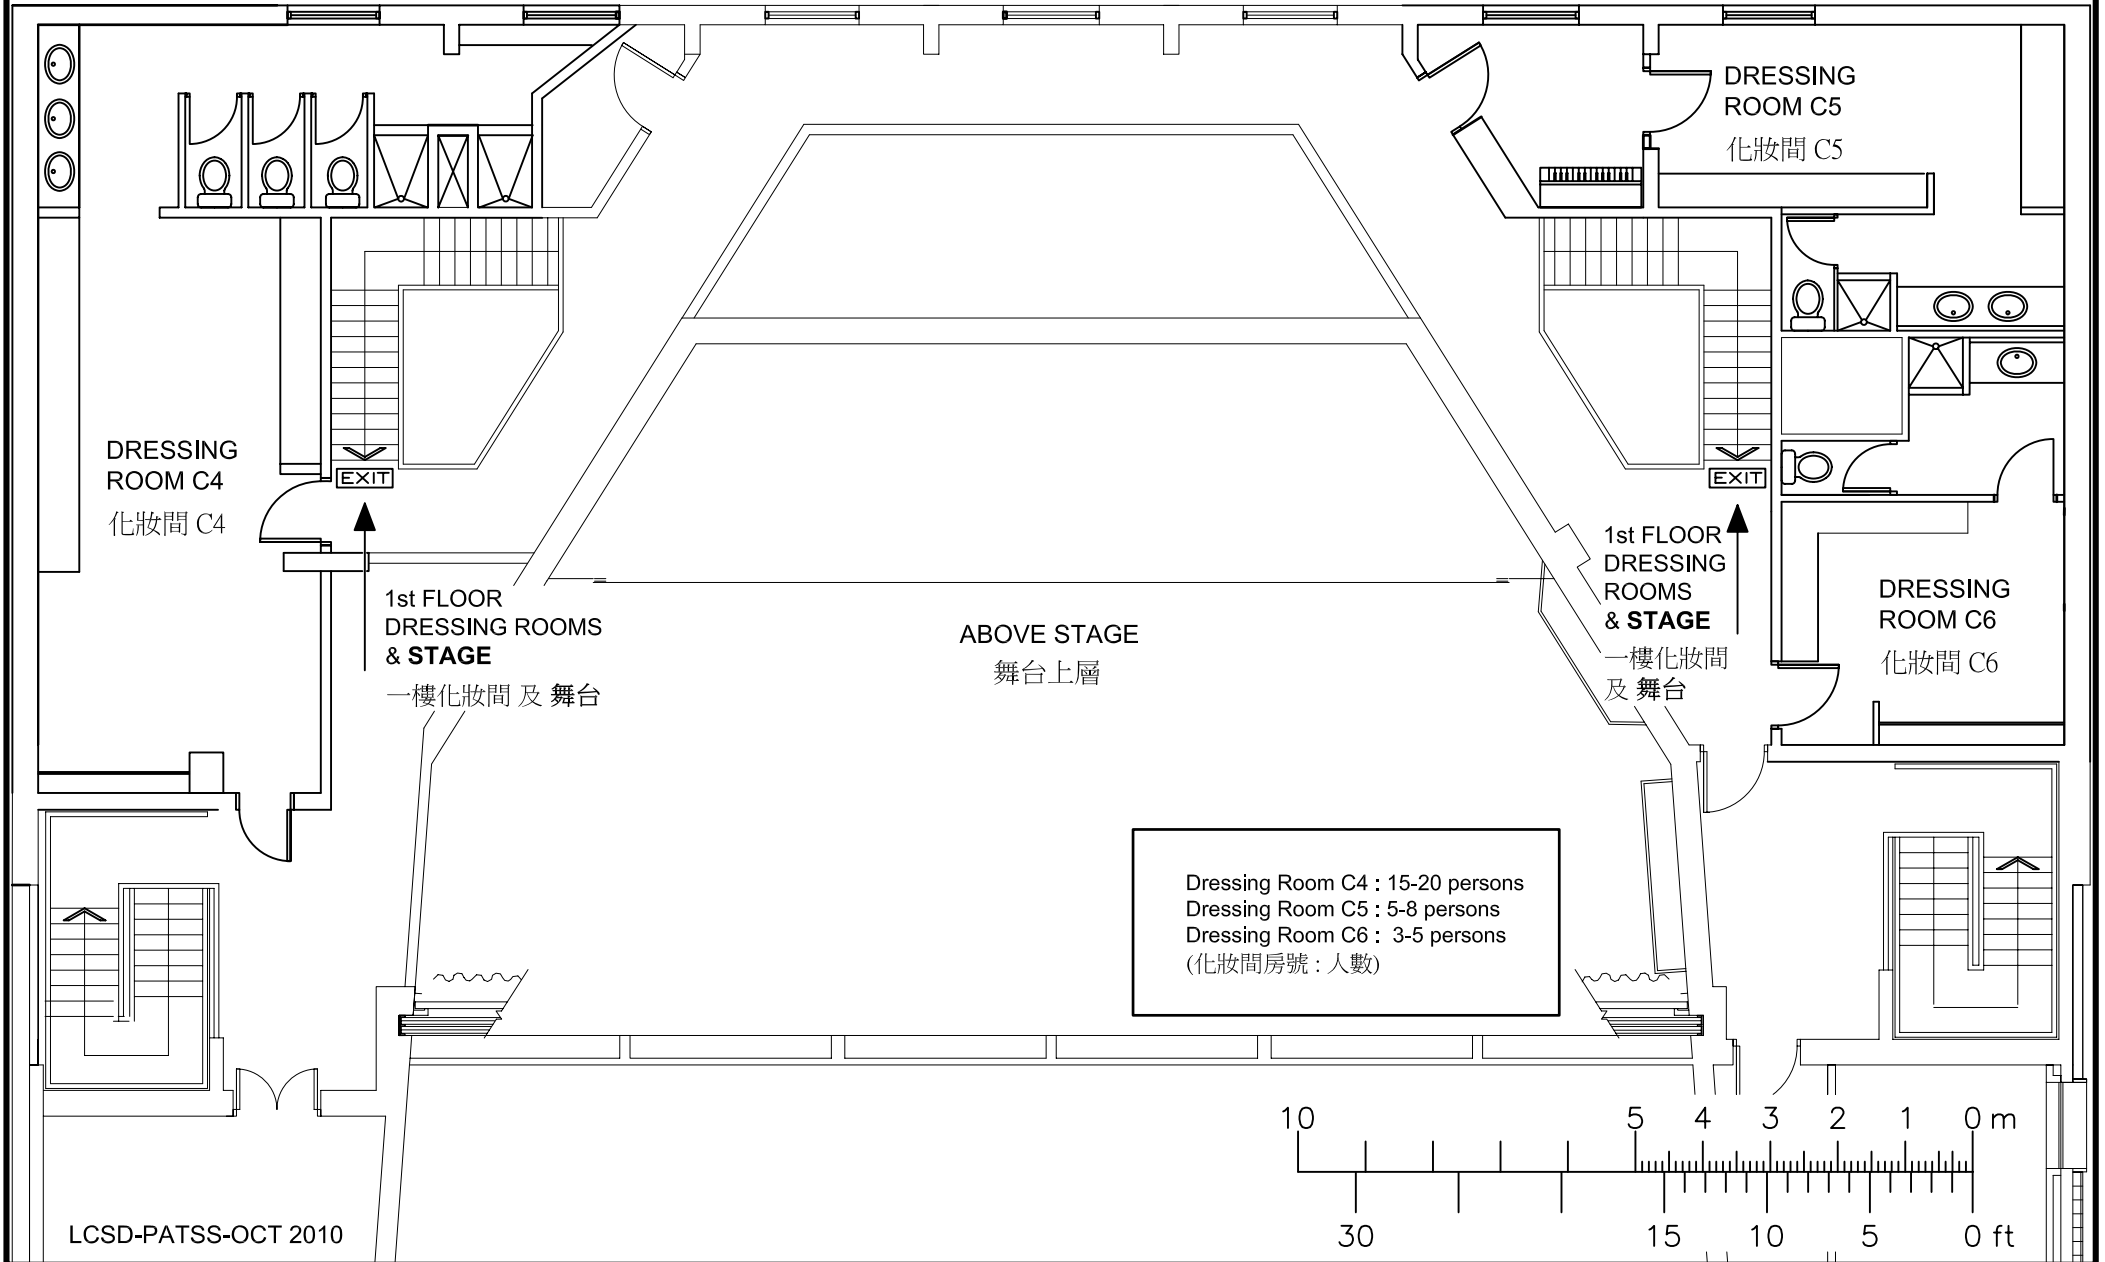 DRESSING
ROOM C5
化妝間 C5
DRESSING
ROOM C4
化妝間 C4
EXIT
1st FLOOR
DRESSING ROOMS
& STAGE
一樓化妝間 及 舞台
ABOVE STAGE
舞台上層
EXIT
1st FLOOR
DRESSING
ROOMS
& STAGE
一樓化妝間
及 舞台
DRESSING
ROOM C6
化妝間 C6
Dressing Room C4 : 15-20 persons
Dressing Room C5 : 5-8 persons
Dressing Room C6 : 3-5 persons
(化妝間房號 : 人數)
10 5 4 3 2 1 0 m
30 15 10 5 0 ft
LCSD-PATSS-OCT 2010